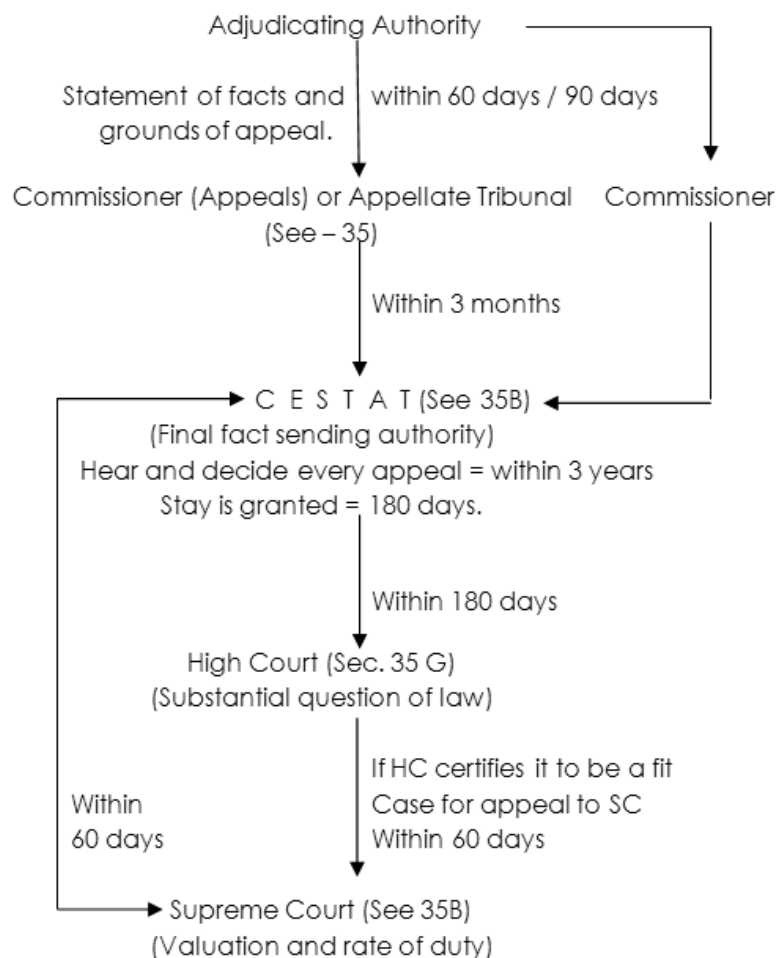 Adjudicating Authority
Statement of facts and
grounds of appeal.
within 60 days / 90 days
Commissioner (Appeals) or Appellate Tribunal
(See – 35)
Commissioner
Within 3 months
C E S T A T (See 35B)
(Final fact sending authority)
Hear and decide every appeal = within 3 years
Stay is granted = 180 days.
Within 180 days
High Court (Sec. 35 G)
(Substantial question of law)
If HC certifies it to be a fit
Case for appeal to SC
Within 60 days
Within
60 days
Supreme Court (See 35B)
(Valuation and rate of duty)